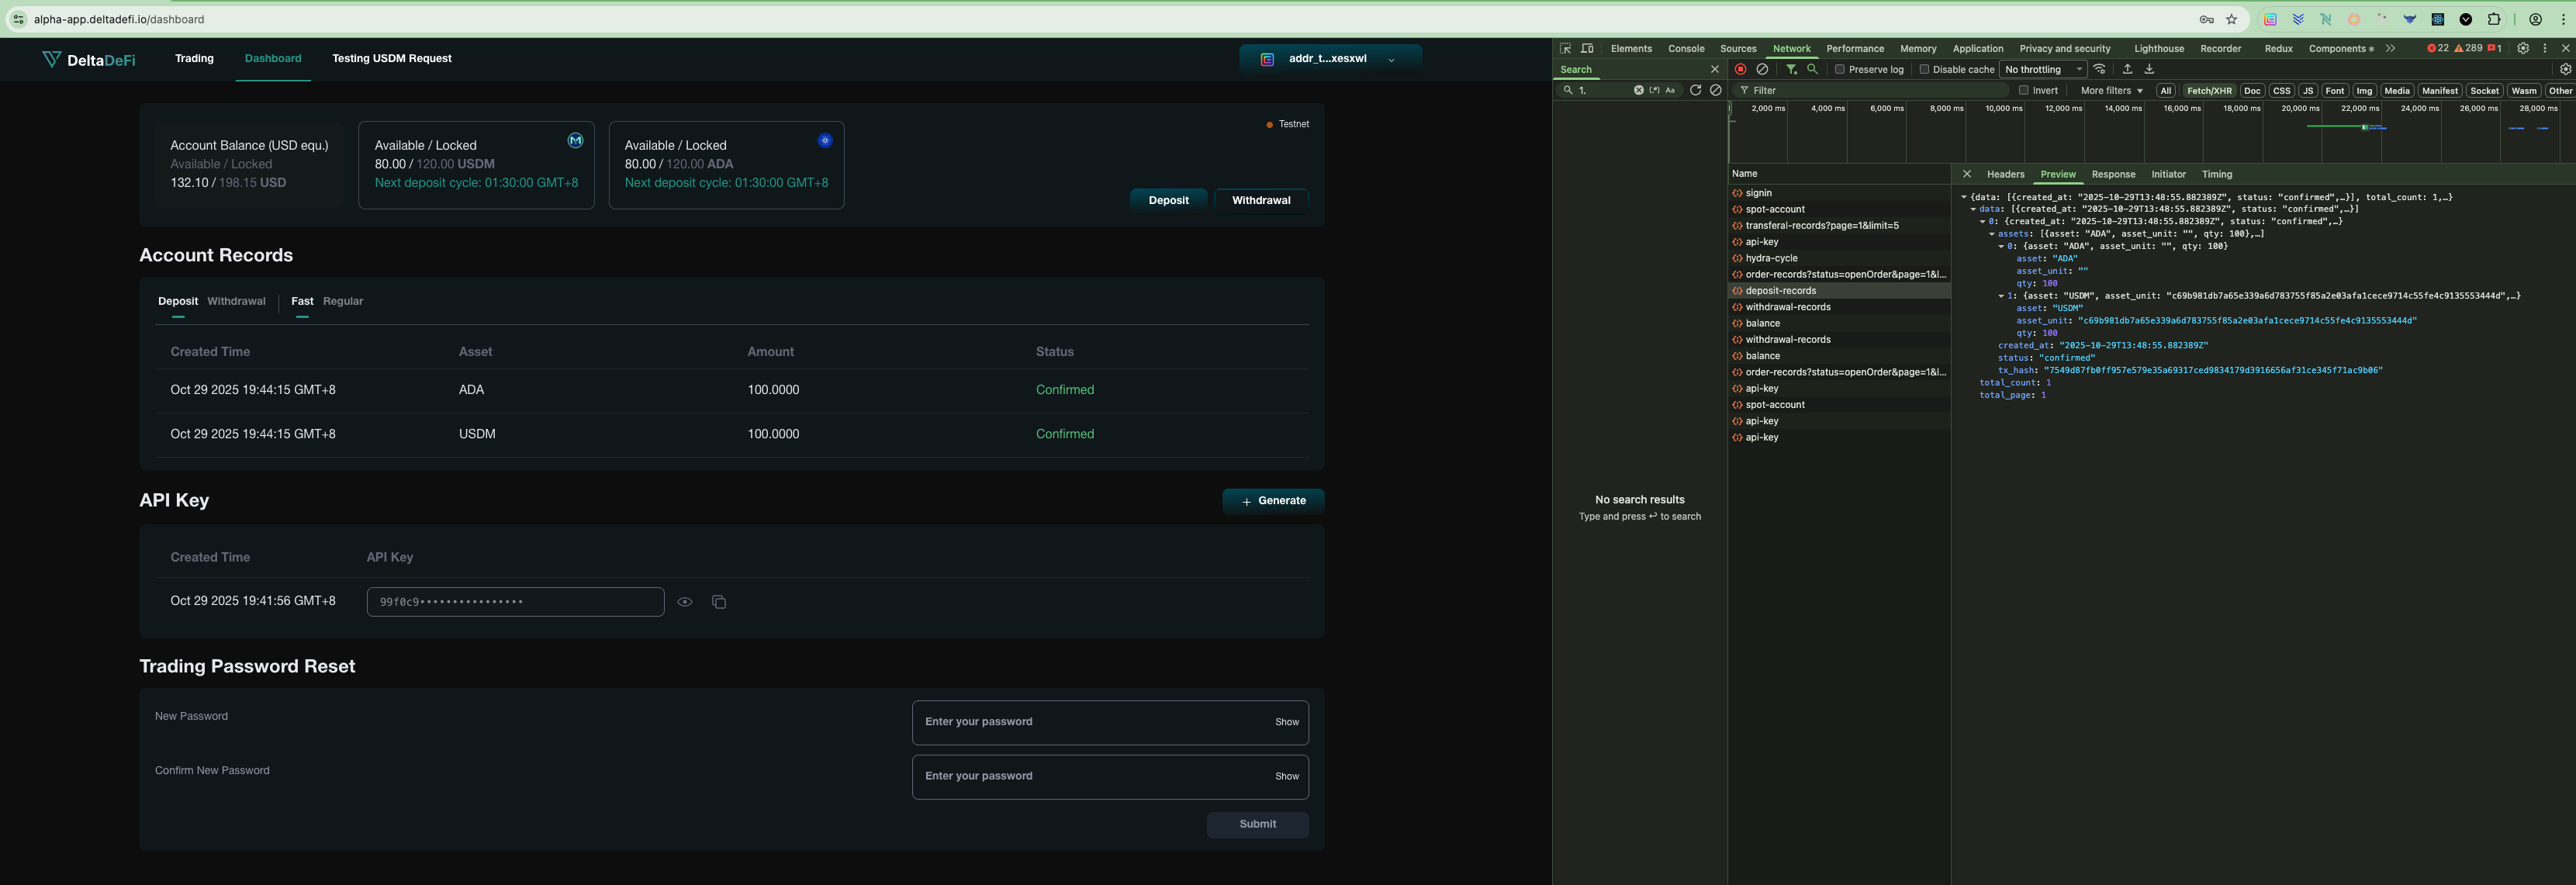 alpha-app.deltadefi.io/dashboard
DeltaDeFi
Trading
Dashboard
Testing USDM Request
addr_t...xesxwl
Testnet
Account Balance (USD equ.)
Available / Locked
132.10 / 198.15 USD
Available / Locked
80.00 / 120.00 USDM
Next deposit cycle: 01:30:00 GMT+8
Available / Locked
80.00 / 120.00 ADA
Next deposit cycle: 01:30:00 GMT+8
Deposit
Withdrawal
Account Records
Deposit Withdrawal Fast Regular
Created Time Asset Amount Status
Oct 29 2025 19:44:15 GMT+8 ADA 100.0000 Confirmed
Oct 29 2025 19:44:15 GMT+8 USDM 100.0000 Confirmed
API Key
+ Generate
Created Time API Key
Oct 29 2025 19:41:56 GMT+8 99f0c9••••••••••••••••
Trading Password Reset
New Password
Enter your password Show
Confirm New Password
Enter your password Show
Submit
Elements Console Sources Network Performance Memory Application Privacy and security Lighthouse Recorder Redux Components 22 289 1
Search
Preserve log Disable cache No throttling
1.
Aa
Filter
Invert More filters All Fetch/XHR Doc CSS JS Font Img Media Manifest Socket Wasm Other
2,000 ms 4,000 ms 6,000 ms 8,000 ms 10,000 ms 12,000 ms 14,000 ms 16,000 ms 18,000 ms 20,000 ms 22,000 ms 24,000 ms 26,000 ms 28,000 ms
No search results
Type and press ↩ to search
Name
signin
spot-account
transferal-records?page=1&limit=5
api-key
hydra-cycle
order-records?status=openOrder&page=1&l...
deposit-records
withdrawal-records
balance
withdrawal-records
balance
order-records?status=openOrder&page=1&l...
api-key
spot-account
api-key
api-key
Headers Preview Response Initiator Timing
{data: [{created_at: "2025-10-29T13:48:55.882389Z", status: "confirmed",…}], total_count: 1,…}
data: [{created_at: "2025-10-29T13:48:55.882389Z", status: "confirmed",…}]
0: {created_at: "2025-10-29T13:48:55.882389Z", status: "confirmed",…}
assets: [{asset: "ADA", asset_unit: "", qty: 100},…]
0: {asset: "ADA", asset_unit: "", qty: 100}
asset: "ADA"
asset_unit: ""
qty: 100
1: {asset: "USDM", asset_unit: "c69b981db7a65e339a6d783755f85a2e03afa1cece9714c55fe4c9135553444d",…}
asset: "USDM"
asset_unit: "c69b981db7a65e339a6d783755f85a2e03afa1cece9714c55fe4c9135553444d"
qty: 100
created_at: "2025-10-29T13:48:55.882389Z"
status: "confirmed"
tx_hash: "7549d87fb0ff957e579e35a69317ced9834179d3916656af31ce345f71ac9b06"
total_count: 1
total_page: 1